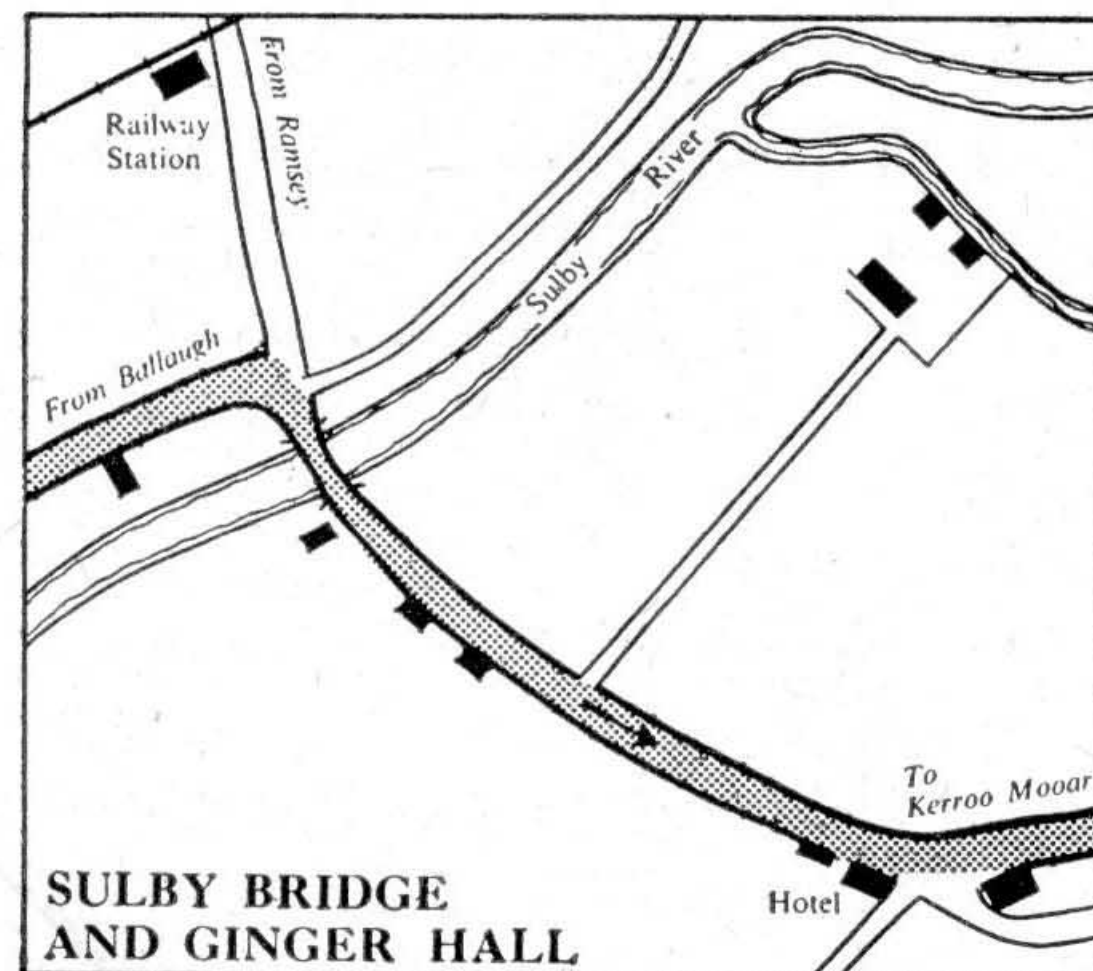 From Ramsey
Railway
Station
River
Sulby
From Ballaugh
To
Kerroo Mooar
Hotel
SULBY BRIDGE
AND GINGER HALL